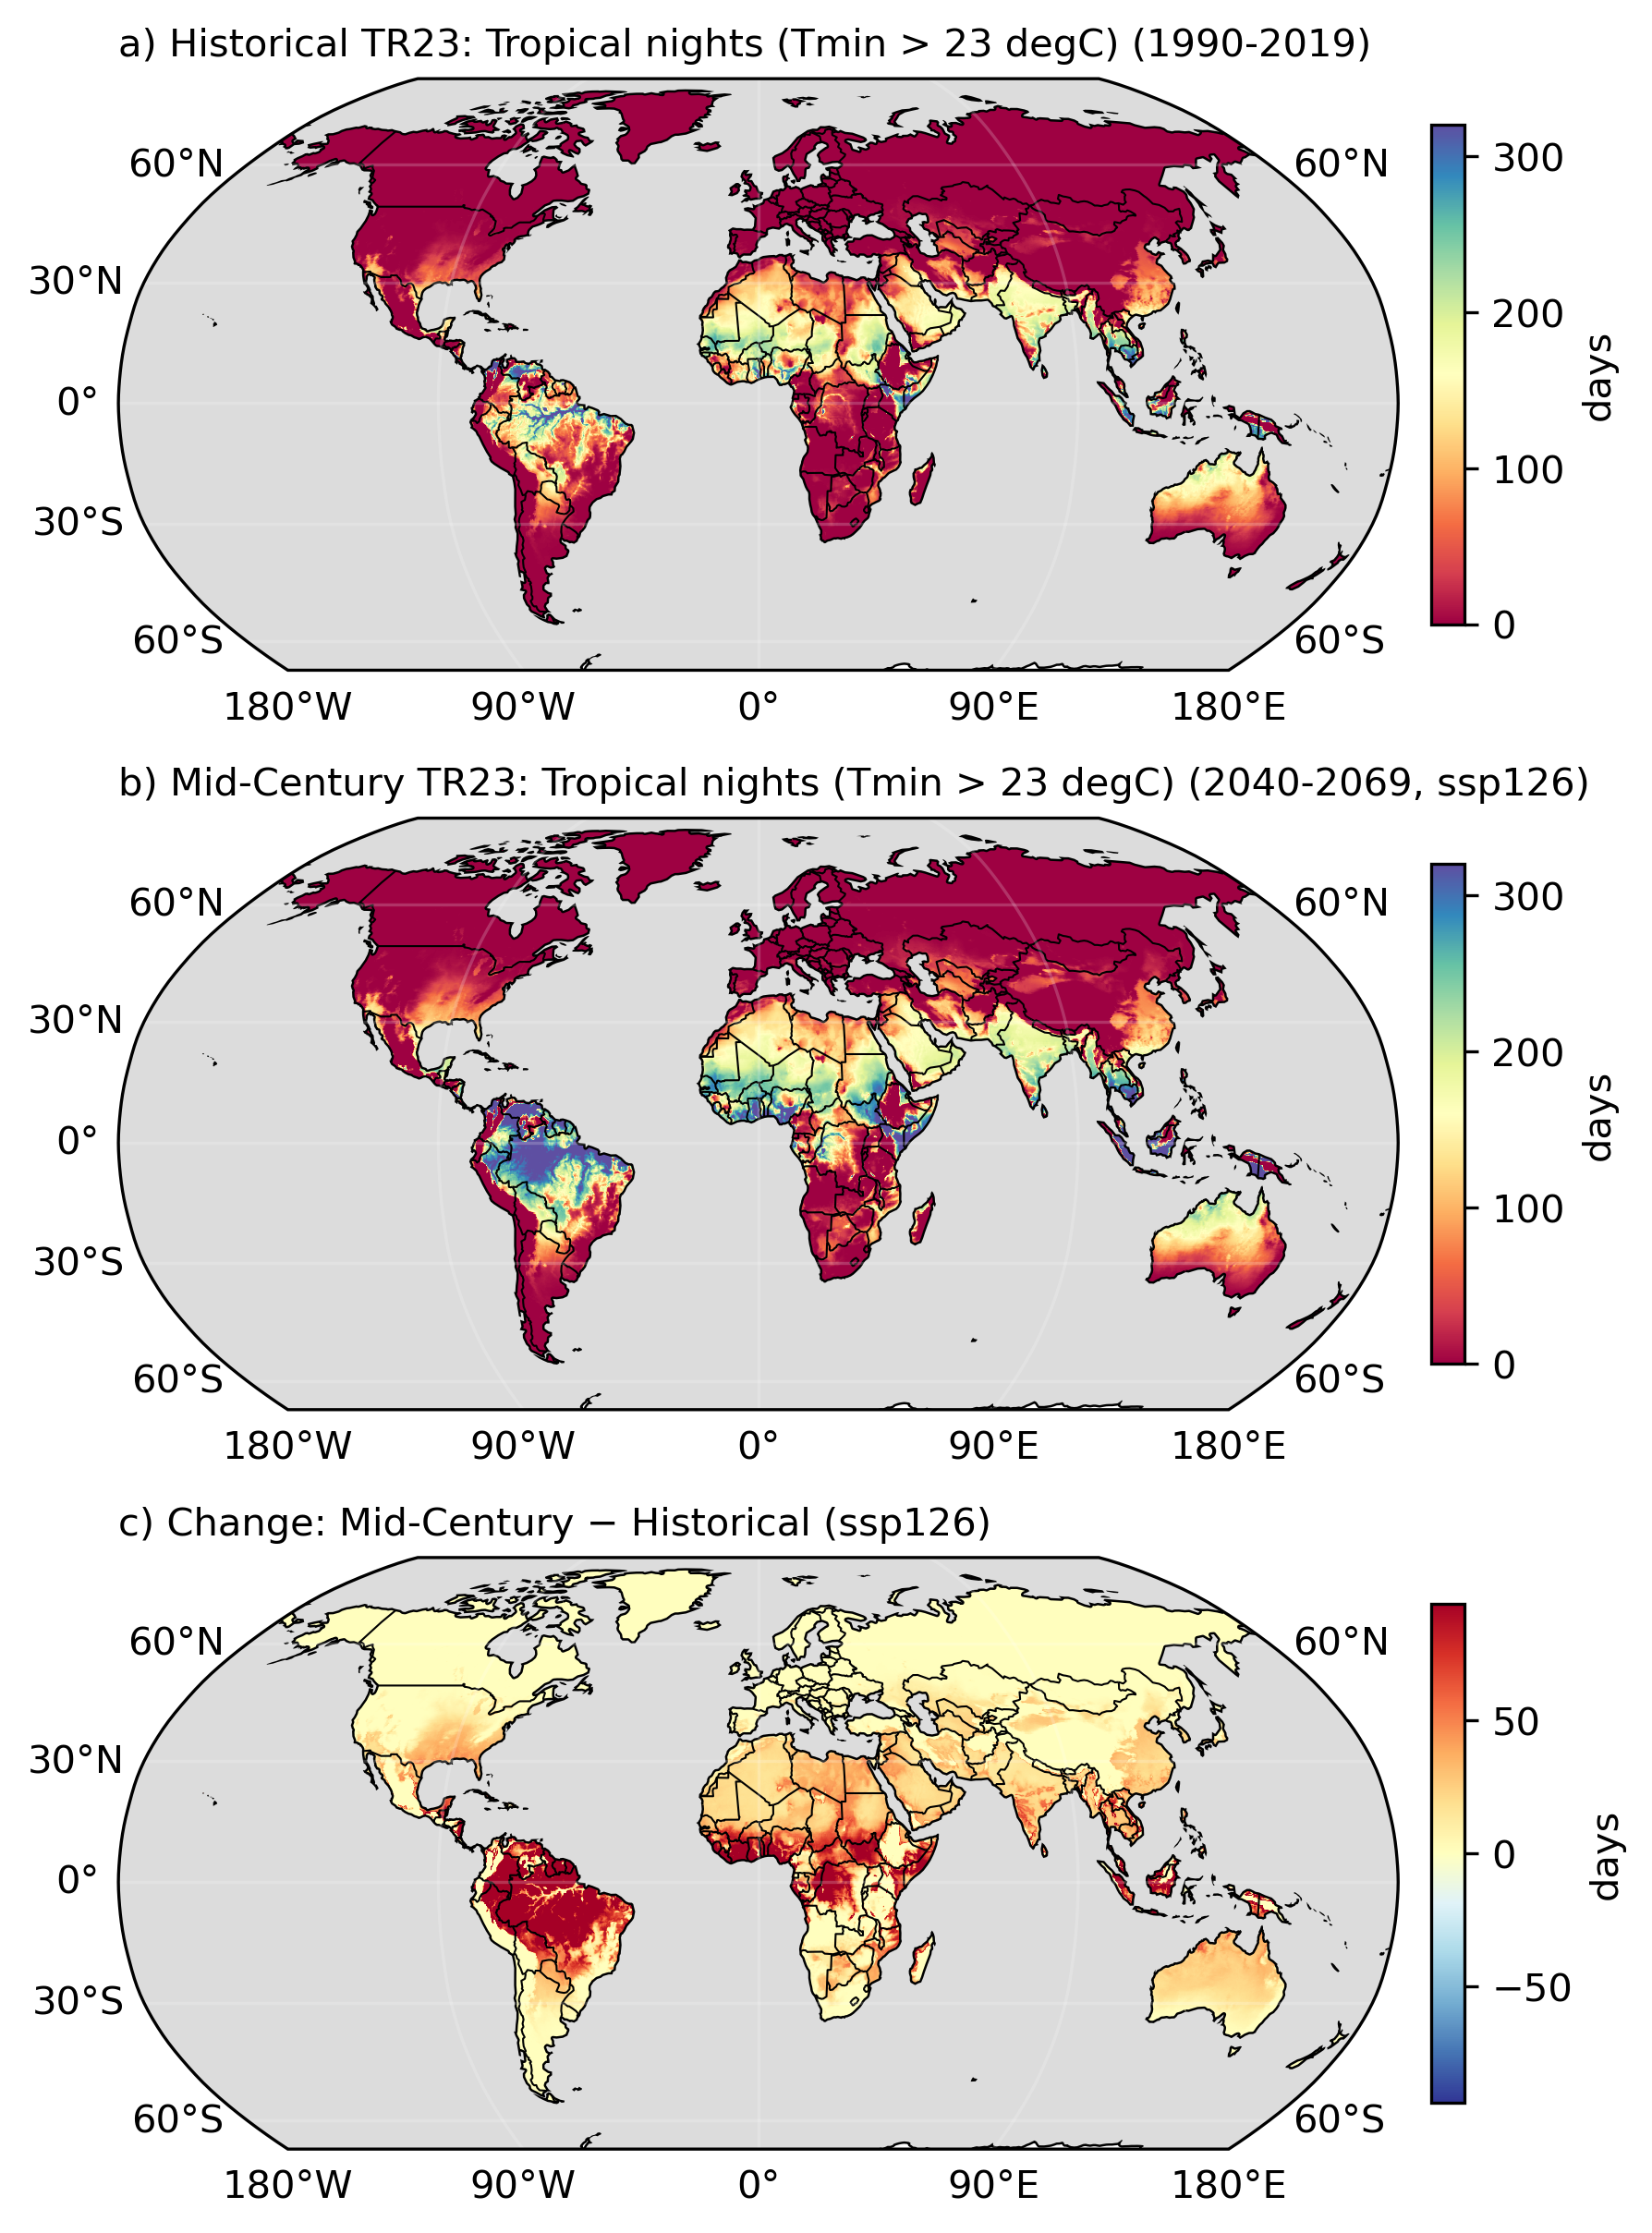 a) Historical TR23: Tropical nights (Tmin > 23 degC) (1990-2019)
60°N 60°N
30°N
0°
30°S
60°S 60°S
180°W 90°W 0° 90°E 180°E
300
200
100
0
days
b) Mid-Century TR23: Tropical nights (Tmin > 23 degC) (2040-2069, ssp126)
60°N 60°N
30°N
0°
30°S
60°S 60°S
180°W 90°W 0° 90°E 180°E
300
200
100
0
days
c) Change: Mid-Century − Historical (ssp126)
60°N 60°N
30°N
0°
30°S
60°S 60°S
180°W 90°W 0° 90°E 180°E
50
0
−50
days